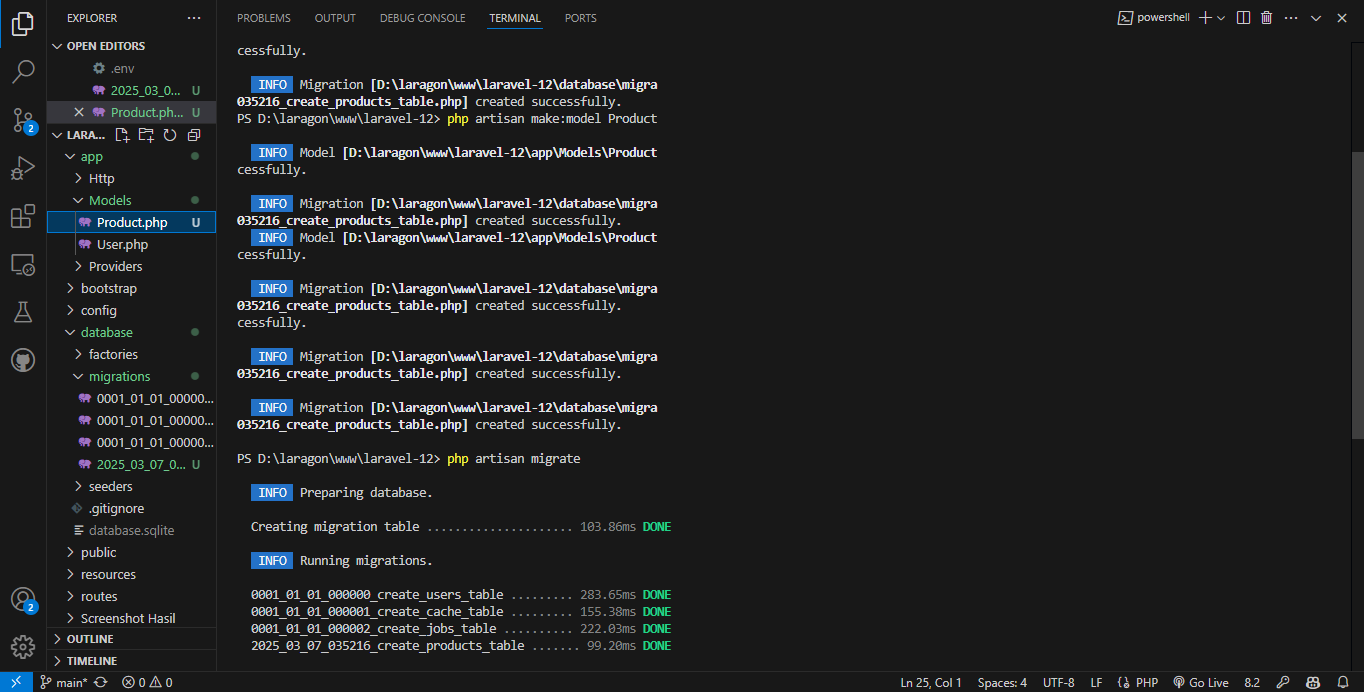 EXPLORER
OPEN EDITORS
.env
2025_03_0... U
Product.ph... U
LARA...
app
Http
Models
Product.php U
User.php
Providers
bootstrap
config
database
factories
migrations
0001_01_01_00000...
0001_01_01_00000...
0001_01_01_00000...
2025_03_07_0... U
seeders
.gitignore
database.sqlite
public
resources
routes
Screenshot Hasil
OUTLINE
TIMELINE
2
2
PROBLEMS OUTPUT DEBUG CONSOLE TERMINAL PORTS
powershell
cessfully.
INFO Migration [D:\laragon\www\laravel-12\database\migra
035216_create_products_table.php] created successfully.
PS D:\laragon\www\laravel-12> php artisan make:model Product
INFO Model [D:\laragon\www\laravel-12\app\Models\Product
cessfully.
INFO Migration [D:\laragon\www\laravel-12\database\migra
035216_create_products_table.php] created successfully.
INFO Model [D:\laragon\www\laravel-12\app\Models\Product
cessfully.
INFO Migration [D:\laragon\www\laravel-12\database\migra
035216_create_products_table.php] created successfully.
cessfully.
INFO Migration [D:\laragon\www\laravel-12\database\migra
035216_create_products_table.php] created successfully.
INFO Migration [D:\laragon\www\laravel-12\database\migra
035216_create_products_table.php] created successfully.
PS D:\laragon\www\laravel-12> php artisan migrate
INFO Preparing database.
Creating migration table ..................... 103.86ms DONE
INFO Running migrations.
0001_01_01_000000_create_users_table ......... 283.65ms DONE
0001_01_01_000001_create_cache_table ......... 155.38ms DONE
0001_01_01_000002_create_jobs_table .......... 222.03ms DONE
2025_03_07_035216_create_products_table ....... 99.20ms DONE
main* 0 0 Ln 25, Col 1 Spaces: 4 UTF-8 LF PHP Go Live 8.2